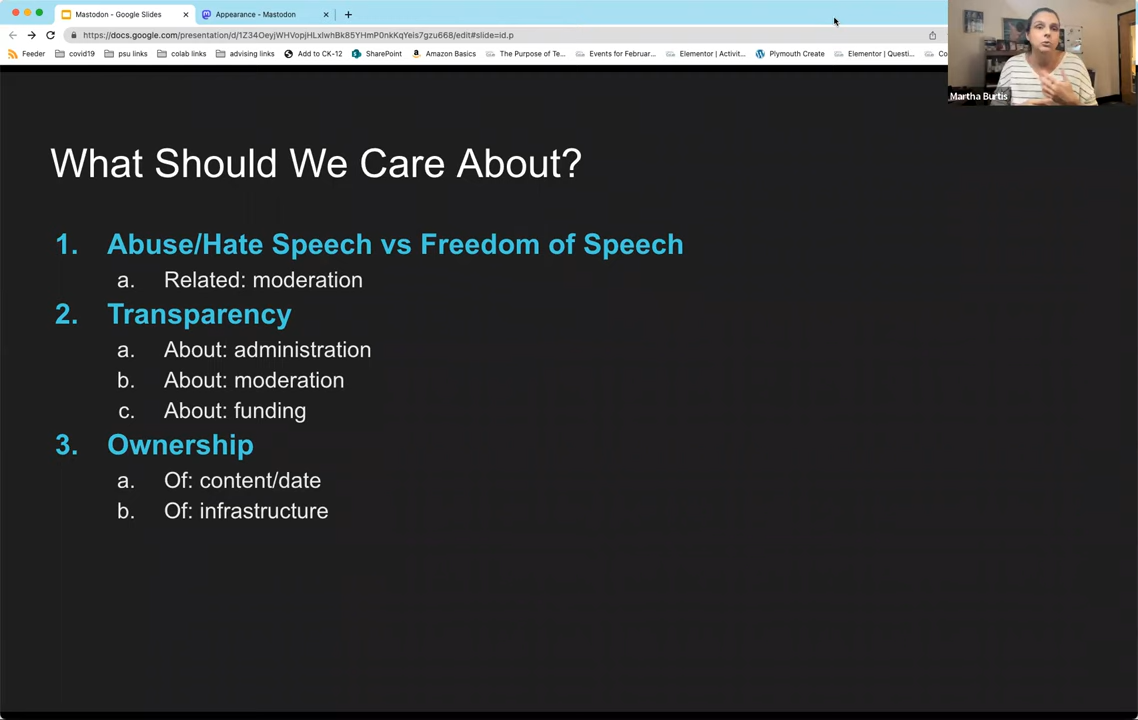 Mastodon - Google Slides
Appearance - Mastodon
https://docs.google.com/presentation/d/1Z34OeyjWHVopjHLxlwhBk85YHmP0nkKqYeis7gzu668/edit#slide=id.p
Feeder covid19 psu links colab links advising links Add to CK-12 SharePoint Amazon Basics The Purpose of Te... Events for Februar... Elementor | Activit... Plymouth Create Elementor | Questi... Co
Martha Burtis
What Should We Care About?
1. Abuse/Hate Speech vs Freedom of Speech
a. Related: moderation
2. Transparency
a. About: administration
b. About: moderation
c. About: funding
3. Ownership
a. Of: content/date
b. Of: infrastructure